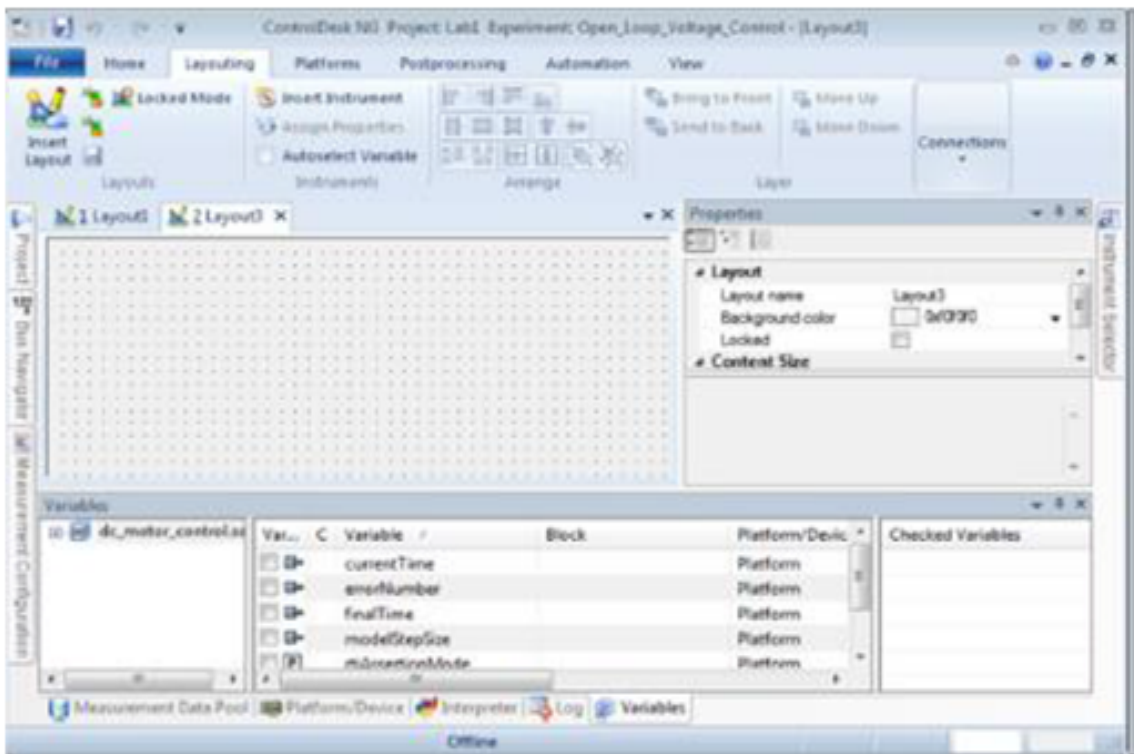 ControlDesk NG Project: Lab1 Experiment: Open_Loop_Voltage_Control - [Layout3]
File Home Layouting Platforms Postprocessing Automation View
Insert Layout
Locked Mode
Layouts
Insert Instrument
Assign Properties
Autoselect Variable
Instruments
Arrange
Bring to Front
Send to Back
Move Up
Move Down
Layer
Connections
Project
Bus Navigator
Measurement Configuration
1 Layout1 2 Layout3
Properties
Layout
Layout name Layout3
Background color
Locked
Content Size
Instrument Selector
Variables
dc_motor_control.sd
Var... C Variable Block Platform/Devic
currentTime Platform
errorNumber Platform
finalTime Platform
modelStepSize Platform
rtiAssertionMode Platform
Checked Variables
Measurement Data Pool Platform/Device Interpreter Log Variables
Offline